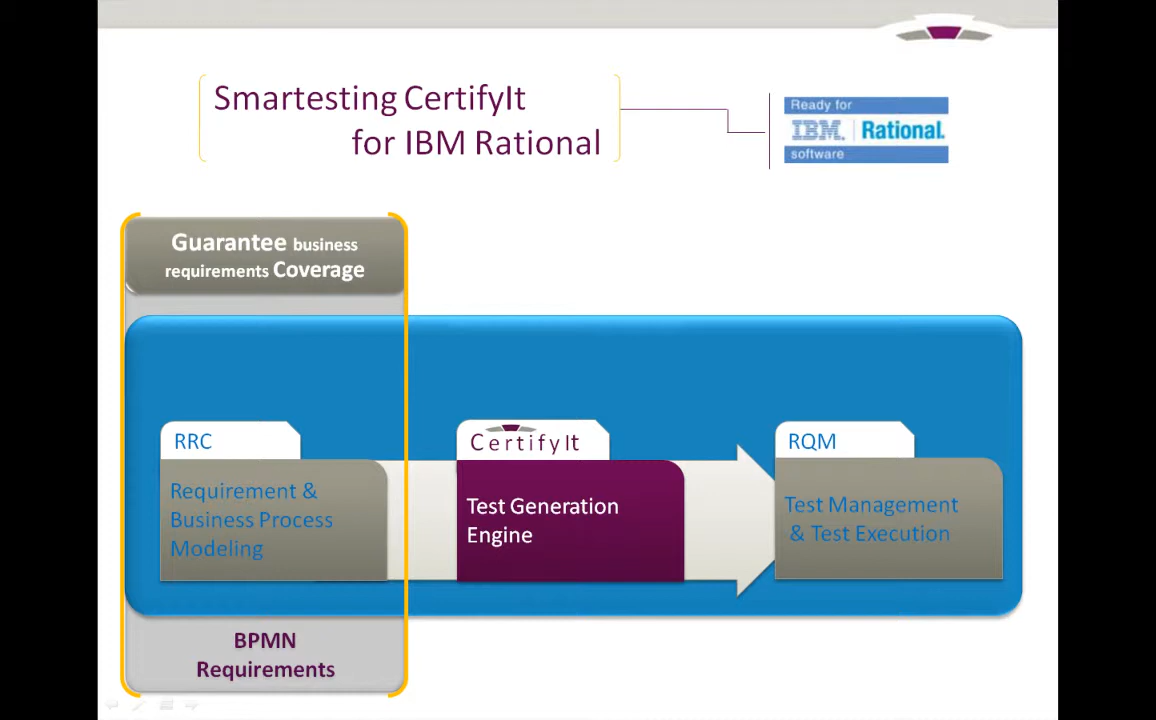 Smartesting CertifyIt
for IBM Rational
Ready for
IBM. Rational.
software
Guarantee business
requirements Coverage
RRC
Requirement &
Business Process
Modeling
CertifyIt
Test Generation
Engine
RQM
Test Management
& Test Execution
BPMN
Requirements